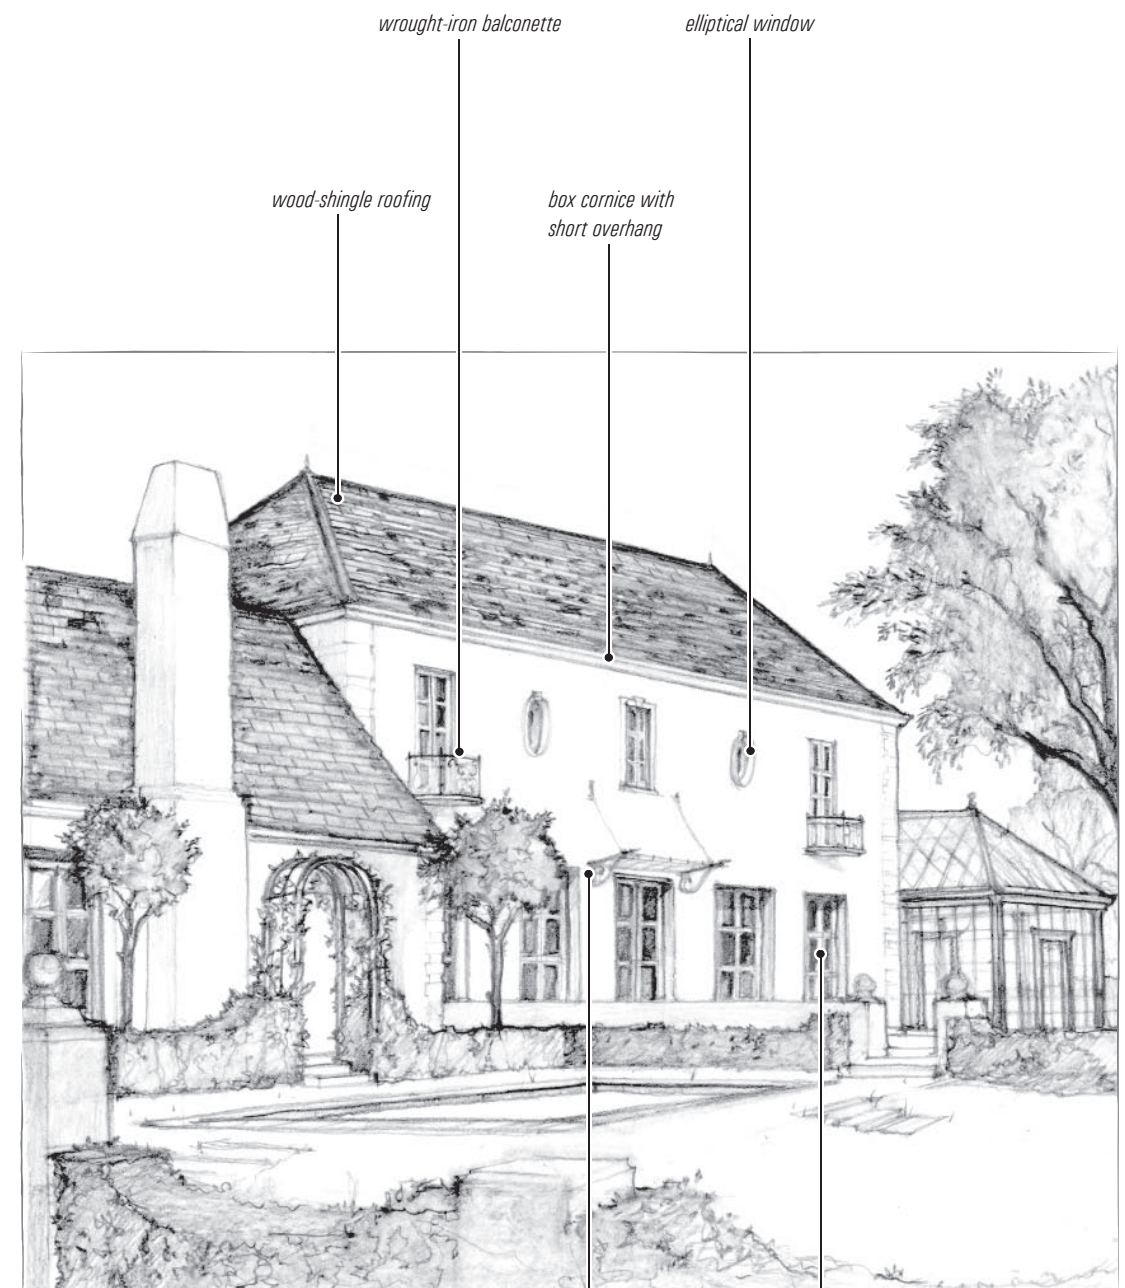 wrought-iron balconette
elliptical window
wood-shingle roofing
box cornice with
short overhang